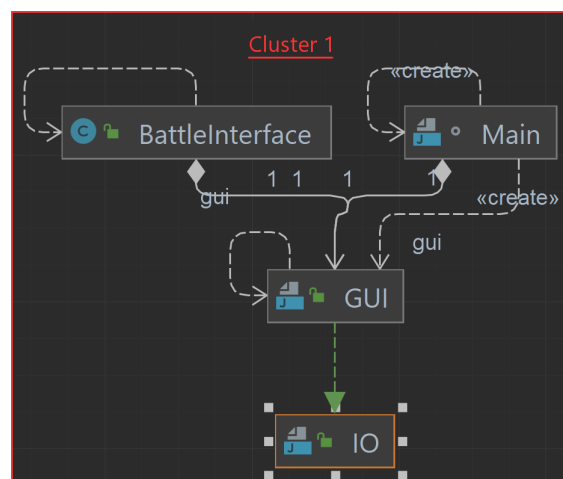 Cluster 1
«create»
C BattleInterface
J Main
1 1 1 1
gui
«create»
gui
J GUI
J IO